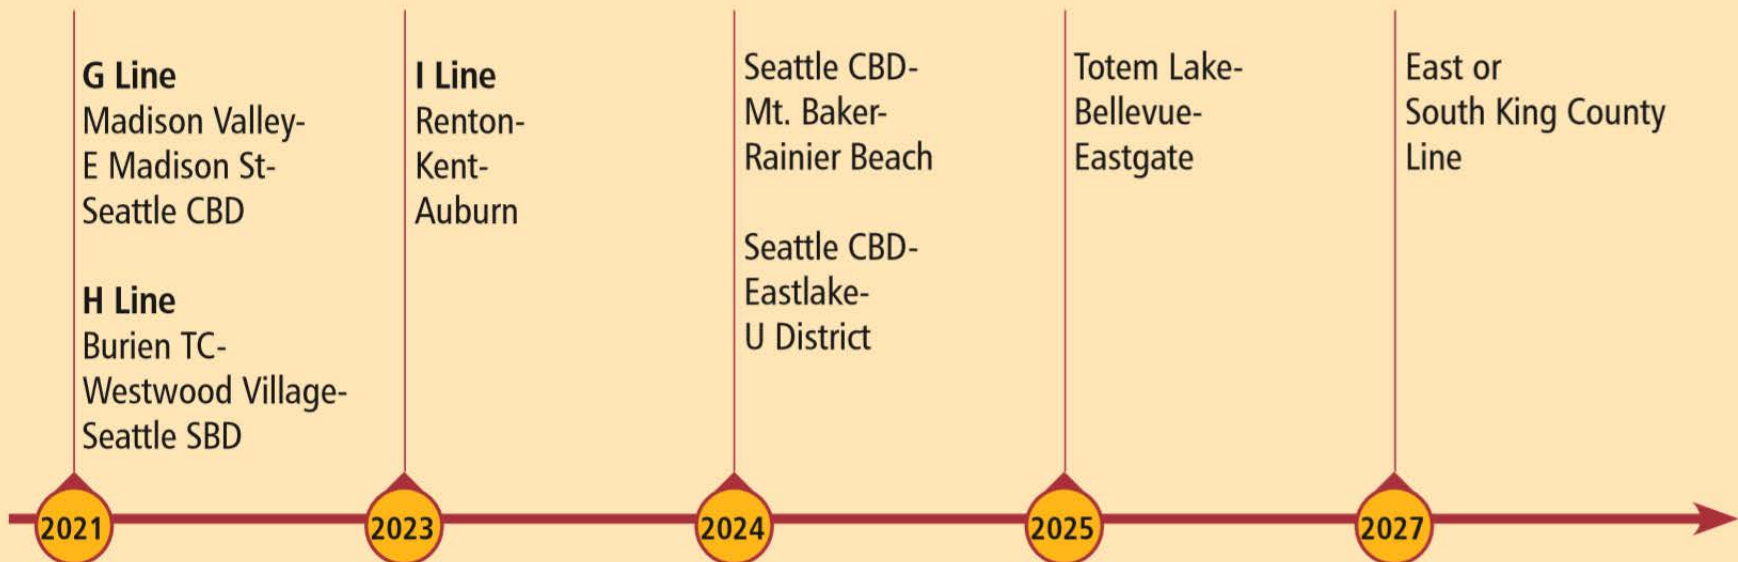 G Line
Madison Valley-
E Madison St-
Seattle CBD
H Line
Burien TC-
Westwood Village-
Seattle SBD
I Line
Renton-
Kent-
Auburn
Seattle CBD-
Mt. Baker-
Rainier Beach
Seattle CBD-
Eastlake-
U District
Totem Lake-
Bellevue-
Eastgate
East or
South King County
Line
2021
2023
2024
2025
2027